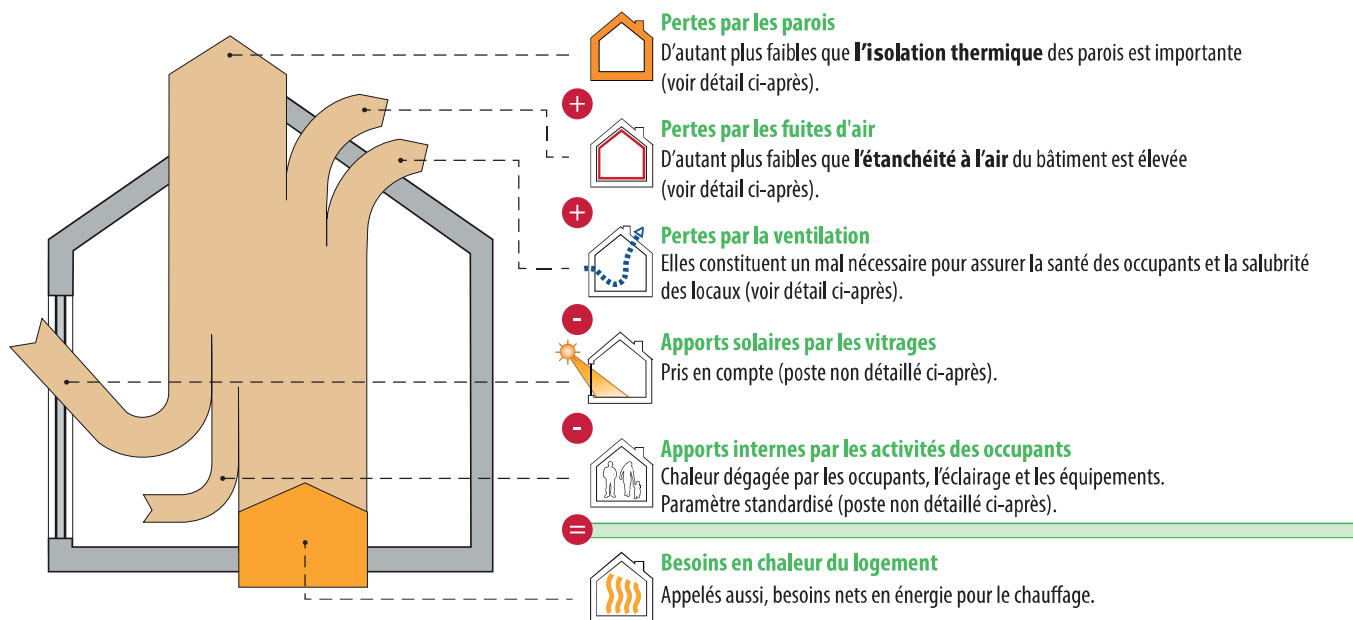 Pertes par les parois
D'autant plus faibles que l'isolation thermique des parois est importante
(voir détail ci-après).
+
Pertes par les fuites d'air
D'autant plus faibles que l'étanchéité à l'air du bâtiment est élevée
(voir détail ci-après).
+
Pertes par la ventilation
Elles constituent un mal nécessaire pour assurer la santé des occupants et la salubrité
des locaux (voir détail ci-après).
-
Apports solaires par les vitrages
Pris en compte (poste non détaillé ci-après).
-
Apports internes par les activités des occupants
Chaleur dégagée par les occupants, l'éclairage et les équipements.
Paramètre standardisé (poste non détaillé ci-après).
=
Besoins en chaleur du logement
Appelés aussi, besoins nets en énergie pour le chauffage.